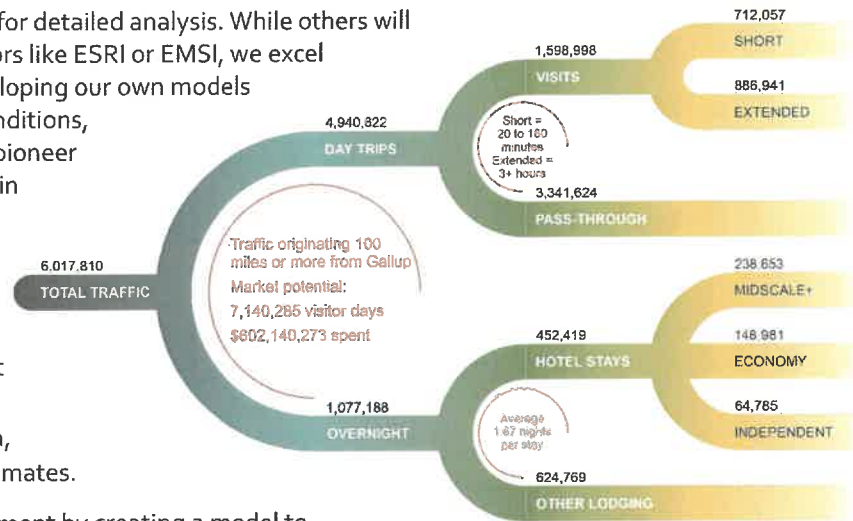 for detailed analysis. While others will
ors like ESRI or EMSI, we excel
loping our own models
nditions,
pioneer
in
t
,
mates.
ment by creating a model to
6,017,810
TOTAL TRAFFIC
4,940,622
DAY TRIPS
1,598,998
VISITS
712,057
SHORT
886,941
EXTENDED
Short =
20 to 180
minutes
Extended =
3+ hours
3,341,624
PASS-THROUGH
Traffic originating 100
miles or more from Gallup
Market potential:
7,140,285 visitor days
$602,140,273 spent
1,077,188
OVERNIGHT
452,419
HOTEL STAYS
238,653
MIDSCALE+
148,981
ECONOMY
64,785
INDEPENDENT
Average
1.67 nights
per stay
624,769
OTHER LODGING